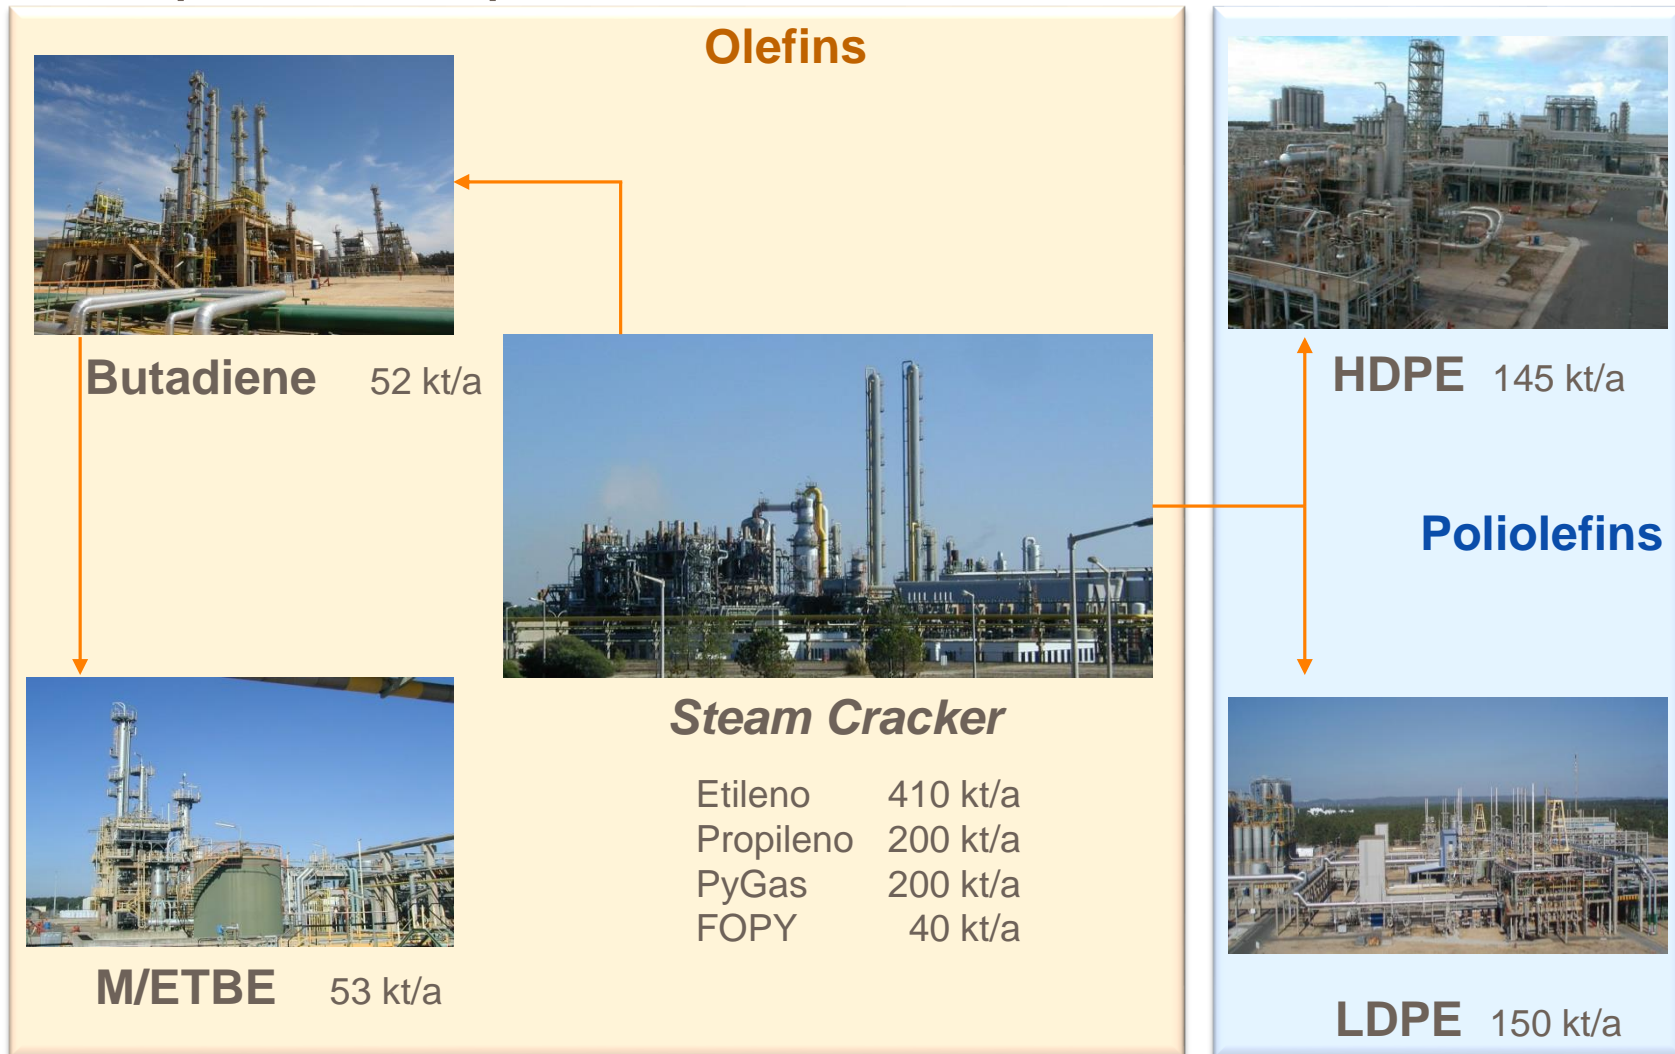 Olefins
Butadiene 52 kt/a
HDPE 145 kt/a
Poliolefins
Steam Cracker
Etileno 410 kt/a
Propileno 200 kt/a
PyGas 200 kt/a
FOPY 40 kt/a
M/ETBE 53 kt/a
LDPE 150 kt/a